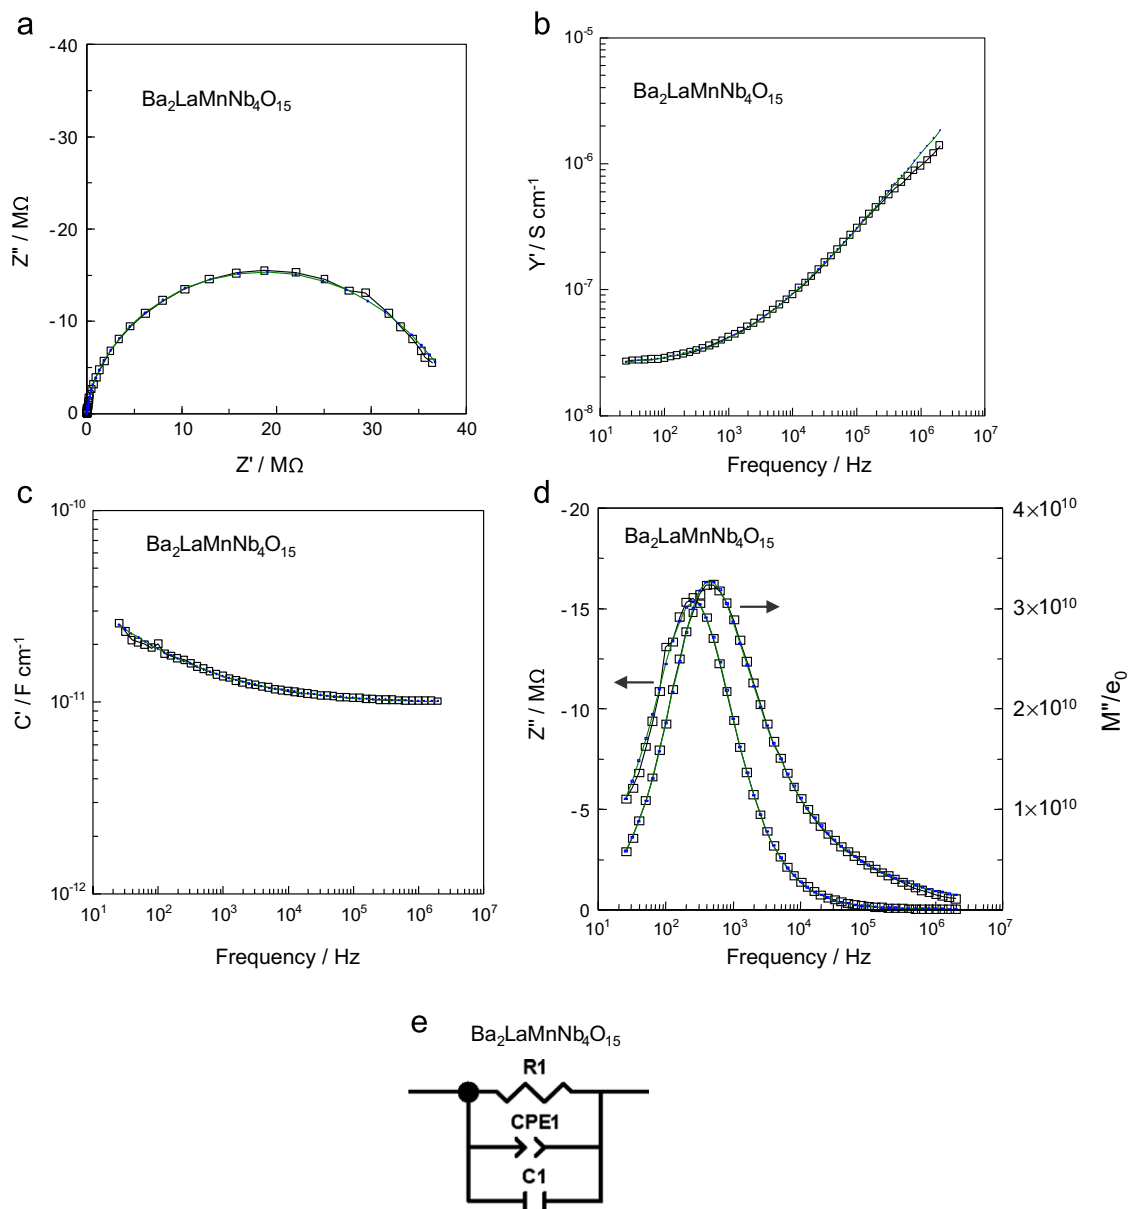 a
-40
-30
-20
-10
0
Z" / MΩ
Ba₂LaMnNb₄O₁₅
0 10 20 30 40
Z' / MΩ
b
10⁻⁵
10⁻⁶
10⁻⁷
10⁻⁸
Y' / S cm⁻¹
Ba₂LaMnNb₄O₁₅
10¹ 10² 10³ 10⁴ 10⁵ 10⁶ 10⁷
Frequency / Hz
c
10⁻¹⁰
10⁻¹¹
10⁻¹²
C' / F cm⁻¹
Ba₂LaMnNb₄O₁₅
10¹ 10² 10³ 10⁴ 10⁵ 10⁶ 10⁷
Frequency / Hz
d
-20
-15
-10
-5
0
Z" / MΩ
Ba₂LaMnNb₄O₁₅
4×10¹⁰
3×10¹⁰
2×10¹⁰
1×10¹⁰
M"/e₀
10¹ 10² 10³ 10⁴ 10⁵ 10⁶ 10⁷
Frequency / Hz
e
Ba₂LaMnNb₄O₁₅
R1
CPE1
C1